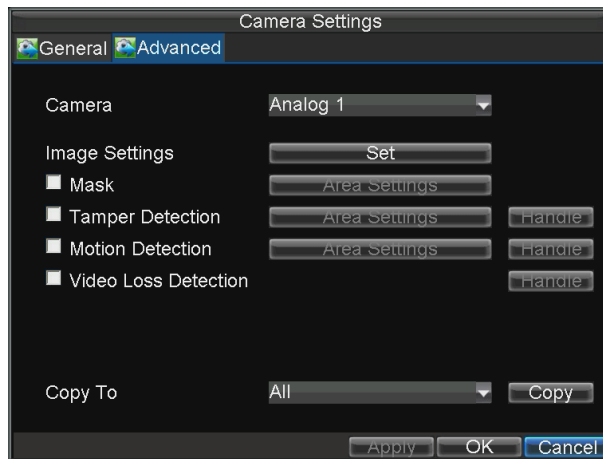 Camera Settings
General Advanced
Camera Analog 1
Image Settings Set
Mask Area Settings
Tamper Detection Area Settings Handle
Motion Detection Area Settings Handle
Video Loss Detection Handle
Copy To All Copy
Apply OK Cancel